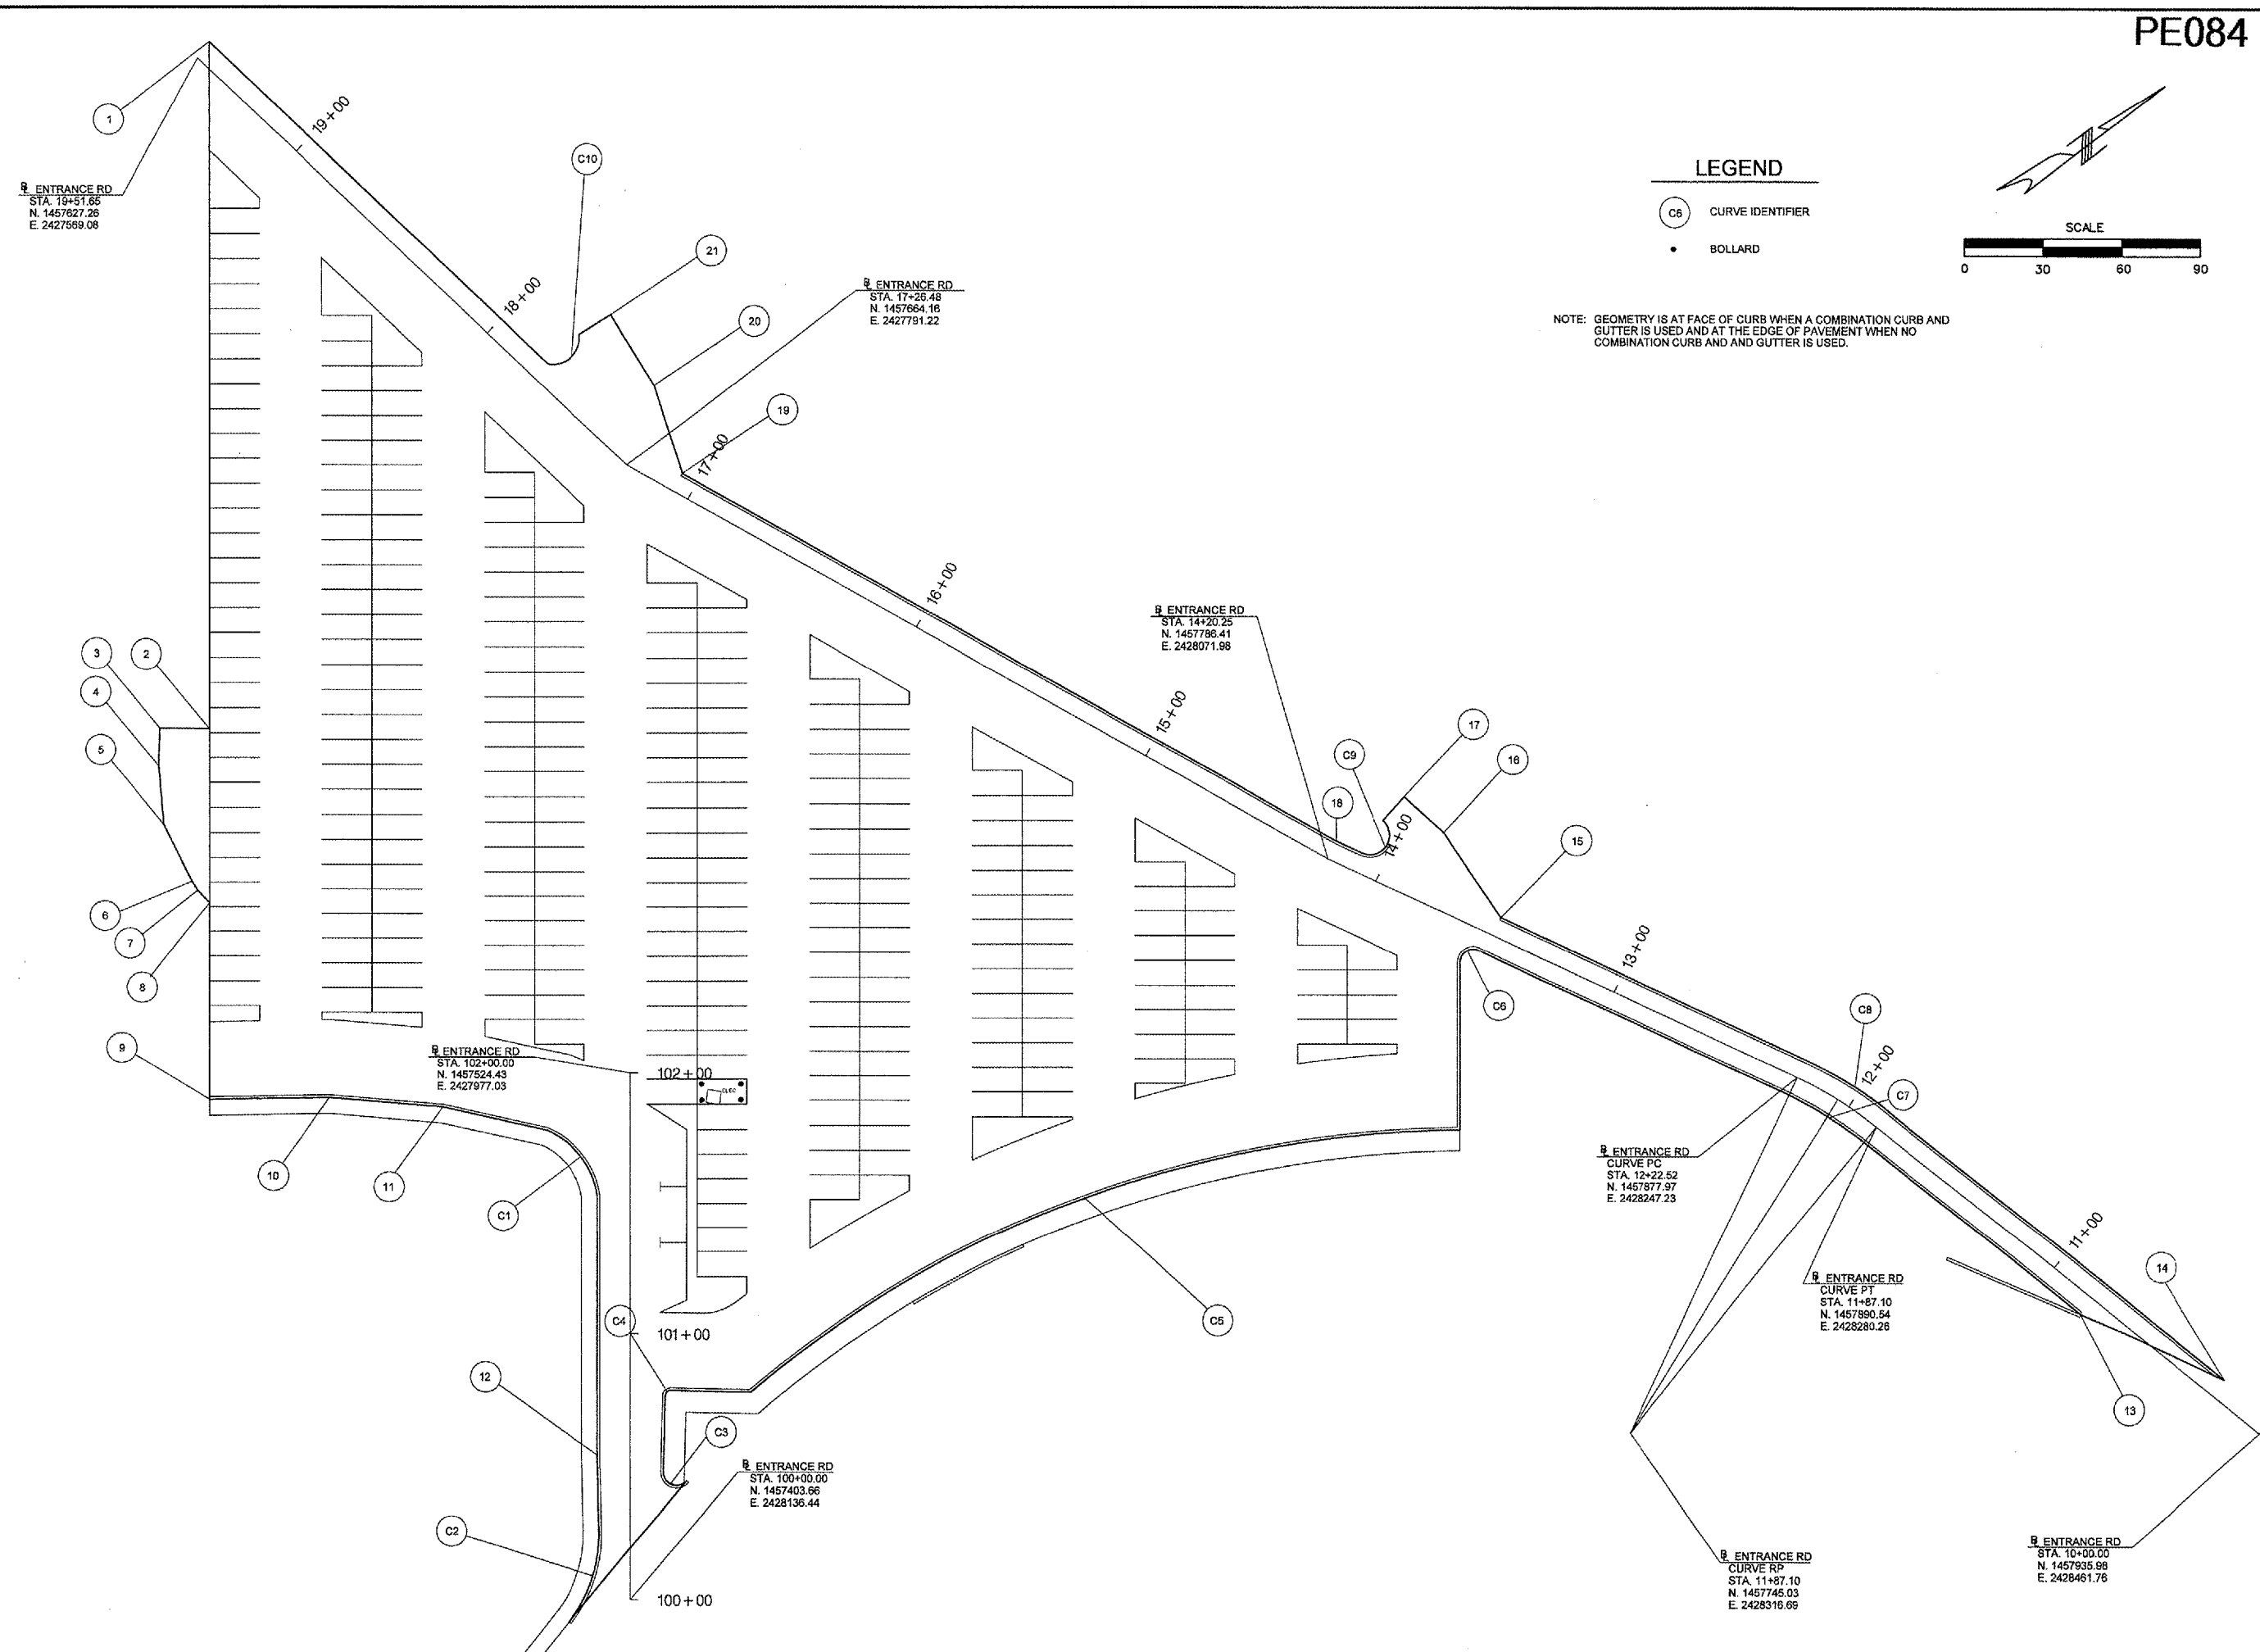 PE084
19+00
C10
1
LEGEND
C6 CURVE IDENTIFIER
BOLLARD
SCALE
0 30 60 90
NOTE: GEOMETRY IS AT FACE OF CURB WHEN A COMBINATION CURB AND
GUTTER IS USED AND AT THE EDGE OF PAVEMENT WHEN NO
COMBINATION CURB AND AND GUTTER IS USED.
N
BL ENTRANCE RD
STA. 19+51.65
N. 1457627.26
E. 2427569.08
21
18+00
20
BL ENTRANCE RD
STA. 17+26.48
N. 1457664.16
E. 2427791.22
19
17+00
16+00
BL ENTRANCE RD
STA. 14+20.25
N. 1457786.41
E. 2428071.98
3
2
4
5
15+00
C9
17
16
18
14+00
15
6
7
8
13+00
C6
C8
9
BL ENTRANCE RD
STA. 102+00.00
N. 1457524.43
E. 2427977.03
102+00
ELEC
12+00
C7
10
11
C1
BL ENTRANCE RD
CURVE PC
STA. 12+22.52
N. 1457877.97
E. 2428247.23
11+00
14
BL ENTRANCE RD
CURVE PT
STA. 11+87.10
N. 1457890.54
E. 2428280.26
C4
101+00
C5
12
13
C3
BL ENTRANCE RD
STA. 100+00.00
N. 1457403.66
E. 2428136.44
C2
100+00
BL ENTRANCE RD
CURVE RP
STA. 11+87.10
N. 1457745.03
E. 2428316.69
BL ENTRANCE RD
STA. 10+00.00
N. 1457935.98
E. 2428461.76